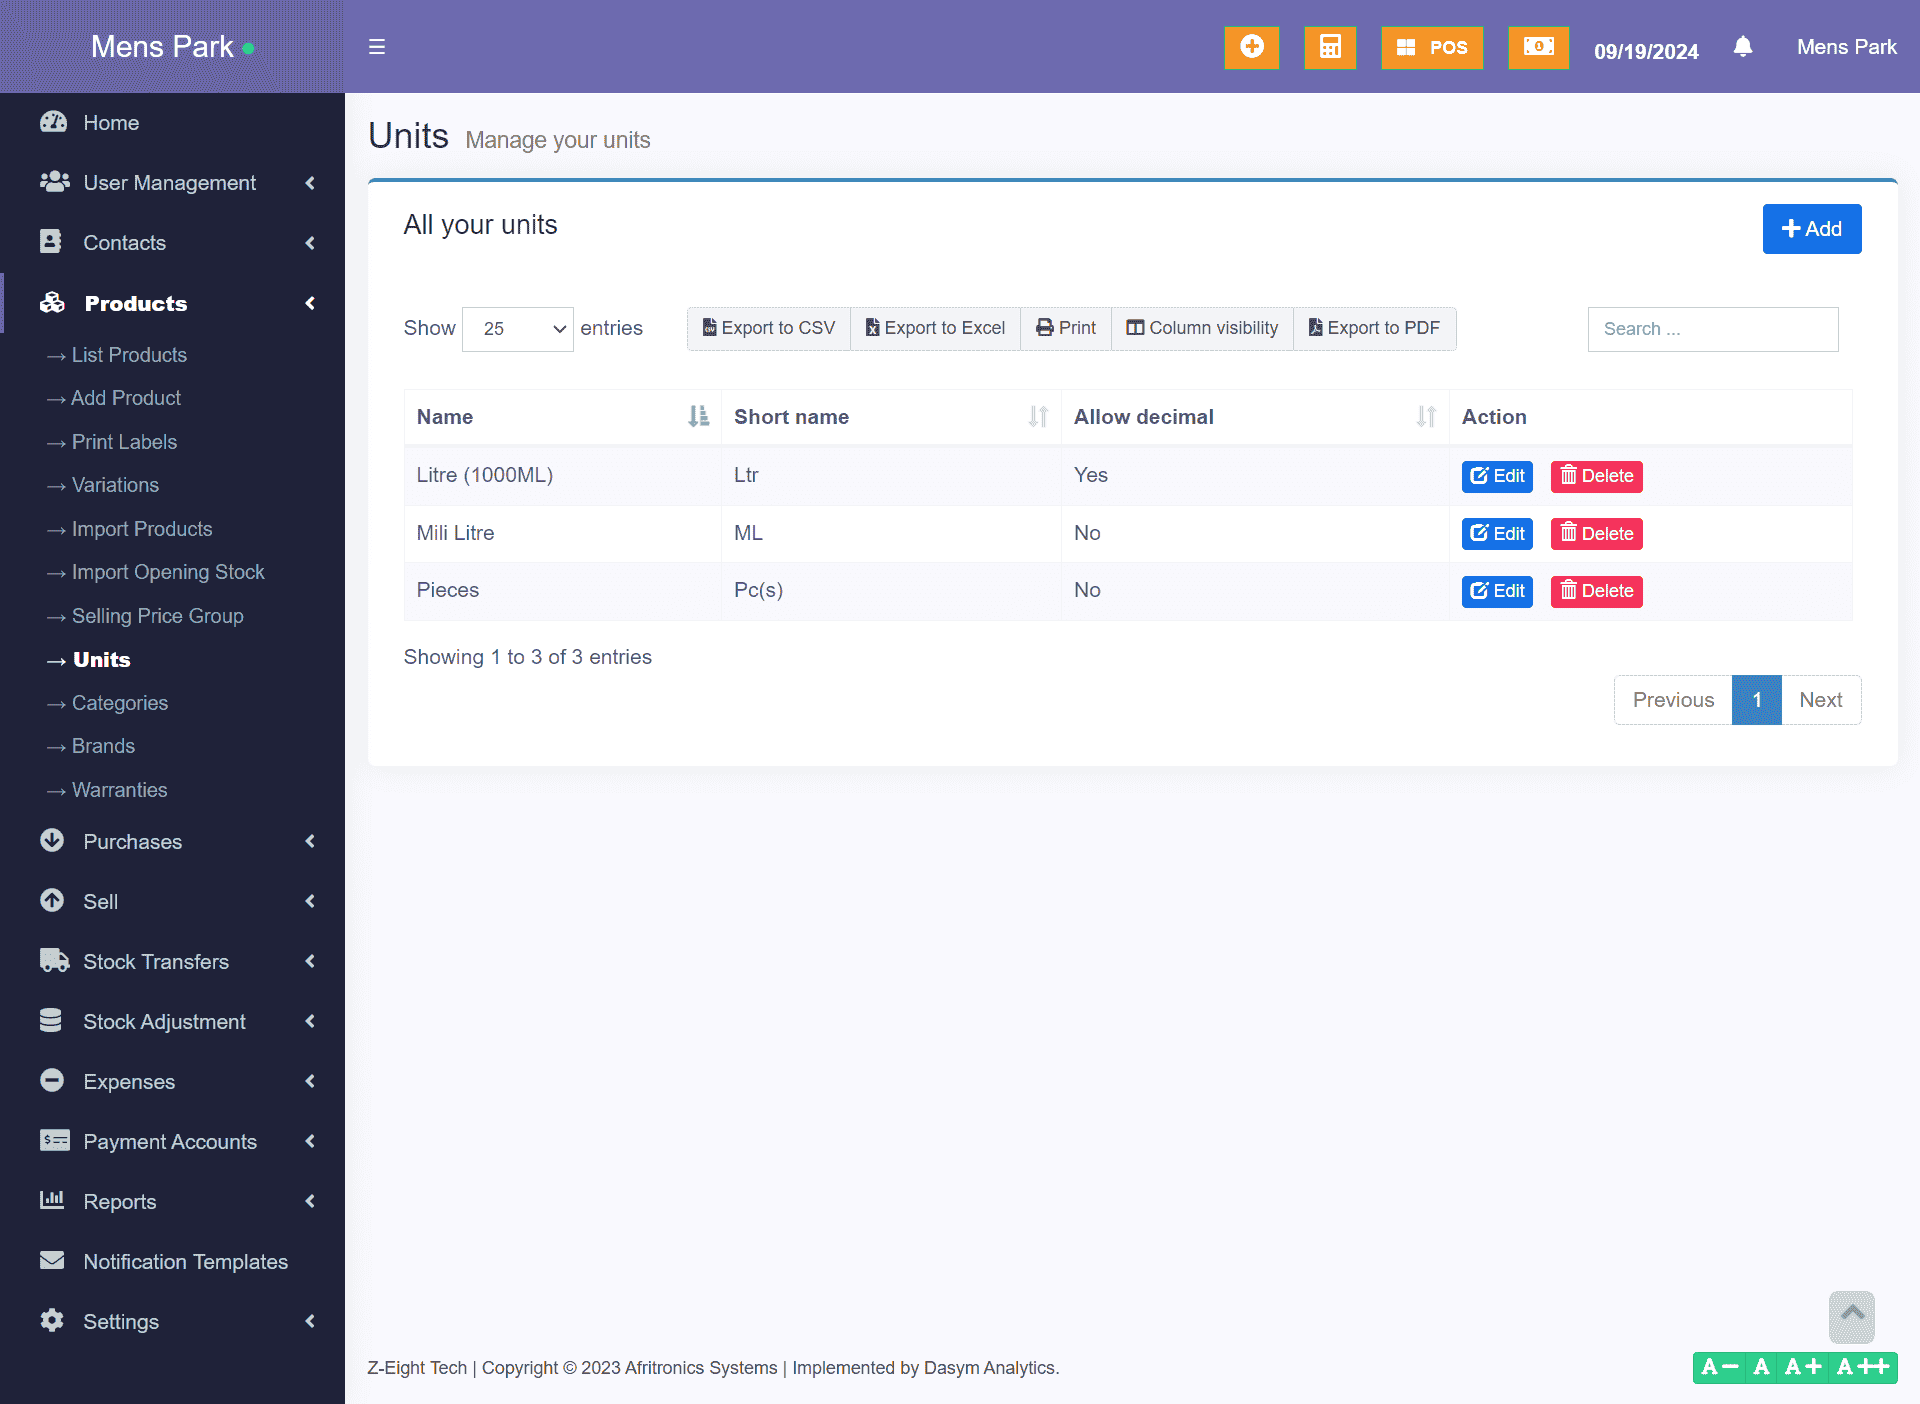 Mens Park
☰
POS
09/19/2024
Mens Park
Home
User Management
Contacts
Products
→ List Products
→ Add Product
→ Print Labels
→ Variations
→ Import Products
→ Import Opening Stock
→ Selling Price Group
→ Units
→ Categories
→ Brands
→ Warranties
Purchases
Sell
Stock Transfers
Stock Adjustment
Expenses
Payment Accounts
Reports
Notification Templates
Settings
Units Manage your units
All your units
Add
Show 25 entries
Export to CSV Export to Excel Print Column visibility Export to PDF
Search ...
Name Short name Allow decimal Action
Litre (1000ML) Ltr Yes Edit Delete
Mili Litre ML No Edit Delete
Pieces Pc(s) No Edit Delete
Showing 1 to 3 of 3 entries
Previous 1 Next
Z-Eight Tech | Copyright © 2023 Afritronics Systems | Implemented by Dasym Analytics.
A− A A+ A++